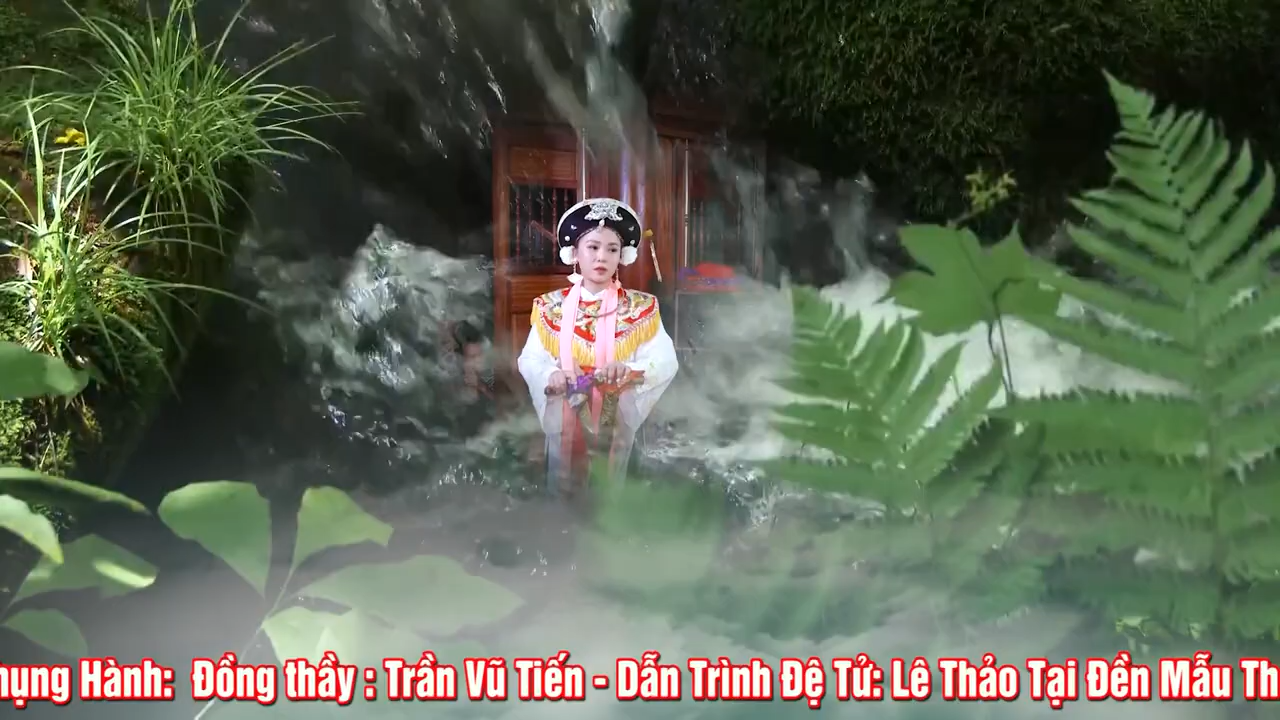 hụng Hành: Đồng thầy : Trần Vũ Tiến - Dẫn Trình Đệ Tử: Lê Thảo Tại Đền Mẫu Th